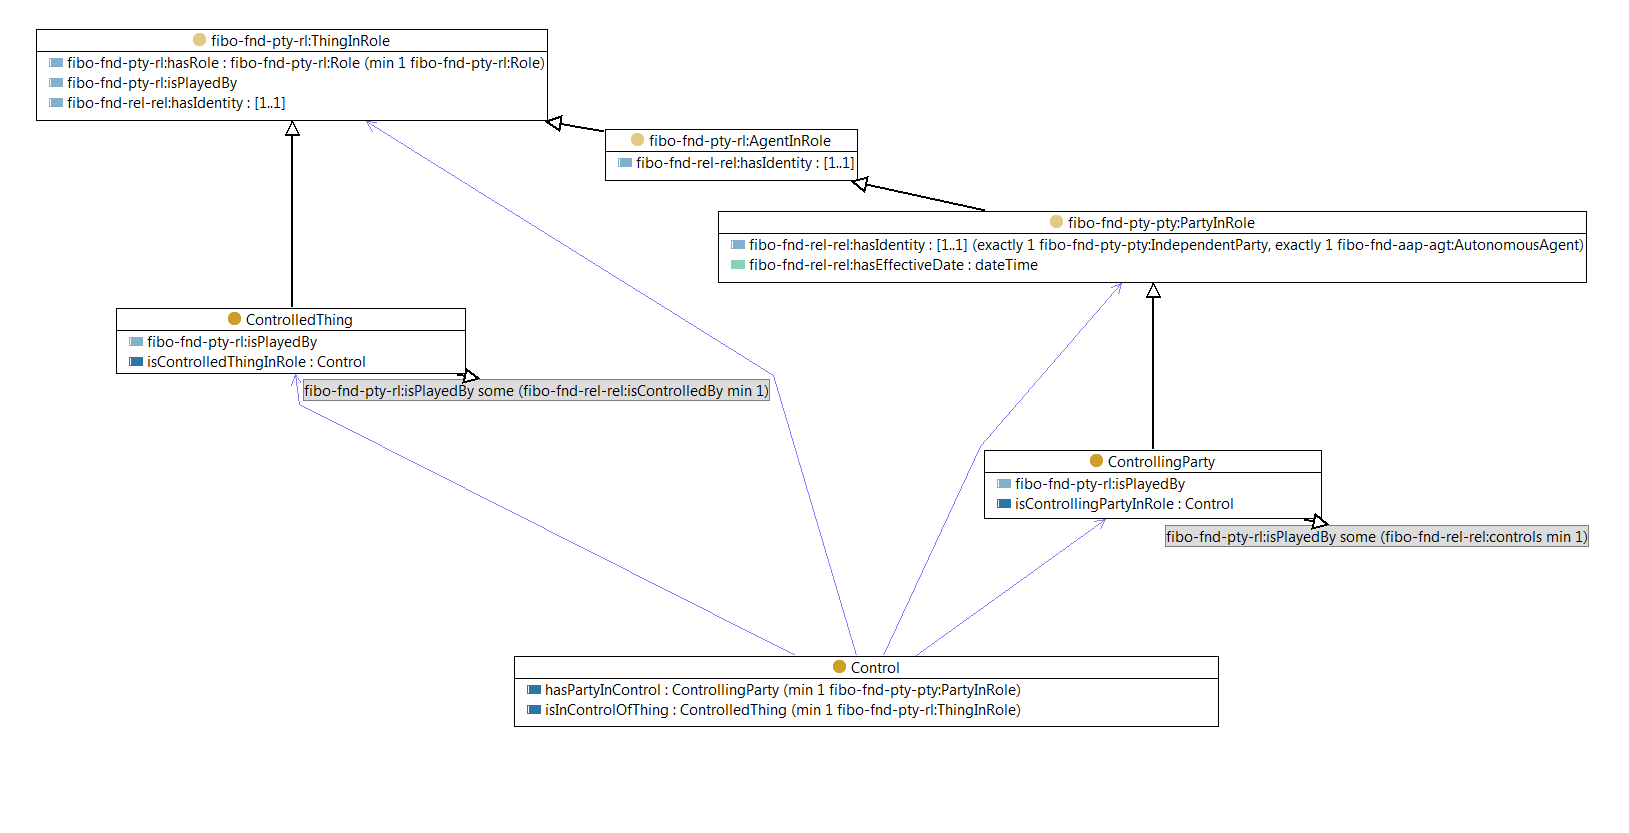 fibo-fnd-pty-rl:ThingInRole
fibo-fnd-pty-rl:hasRole : fibo-fnd-pty-rl:Role (min 1 fibo-fnd-pty-rl:Role)
fibo-fnd-pty-rl:isPlayedBy
fibo-fnd-rel-rel:hasIdentity : [1..1]
fibo-fnd-pty-rl:AgentInRole
fibo-fnd-rel-rel:hasIdentity : [1..1]
fibo-fnd-pty-pty:PartyInRole
fibo-fnd-rel-rel:hasIdentity : [1..1] (exactly 1 fibo-fnd-pty-pty:IndependentParty, exactly 1 fibo-fnd-aap-agt:AutonomousAgent)
fibo-fnd-rel-rel:hasEffectiveDate : dateTime
ControlledThing
fibo-fnd-pty-rl:isPlayedBy
isControlledThingInRole : Control
fibo-fnd-pty-rl:isPlayedBy some (fibo-fnd-rel-rel:isControlledBy min 1)
ControllingParty
fibo-fnd-pty-rl:isPlayedBy
isControllingPartyInRole : Control
fibo-fnd-pty-rl:isPlayedBy some (fibo-fnd-rel-rel:controls min 1)
Control
hasPartyInControl : ControllingParty (min 1 fibo-fnd-pty-pty:PartyInRole)
isInControlOfThing : ControlledThing (min 1 fibo-fnd-pty-rl:ThingInRole)